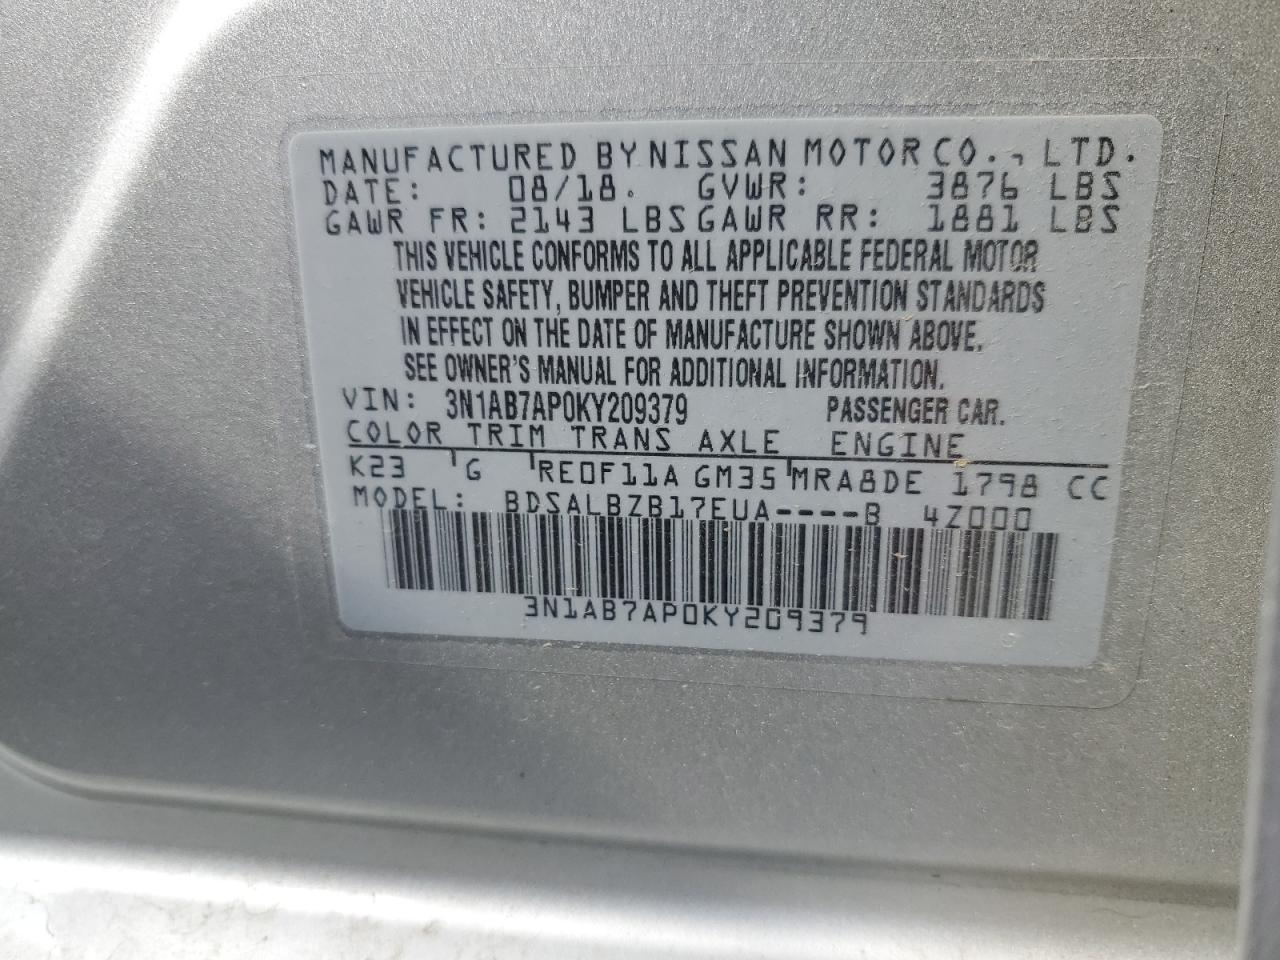 MANUFACTURED BY NISSAN MOTOR CO., LTD.
DATE: 08/18. GVWR: 3876 LBS
GAWR FR: 2143 LBS GAWR RR: 1881 LBS
THIS VEHICLE CONFORMS TO ALL APPLICABLE FEDERAL MOTOR
VEHICLE SAFETY, BUMPER AND THEFT PREVENTION STANDARDS
IN EFFECT ON THE DATE OF MANUFACTURE SHOWN ABOVE.
SEE OWNER'S MANUAL FOR ADDITIONAL INFORMATION.
VIN: 3N1AB7AP0KY209379 PASSENGER CAR.
COLOR TRIM TRANS AXLE ENGINE
K23 G RE0F11A GM35 MRA8DE 1798 CC
MODEL: BDSALBZB17EUA----B 4Z000
3N1AB7AP0KY209379